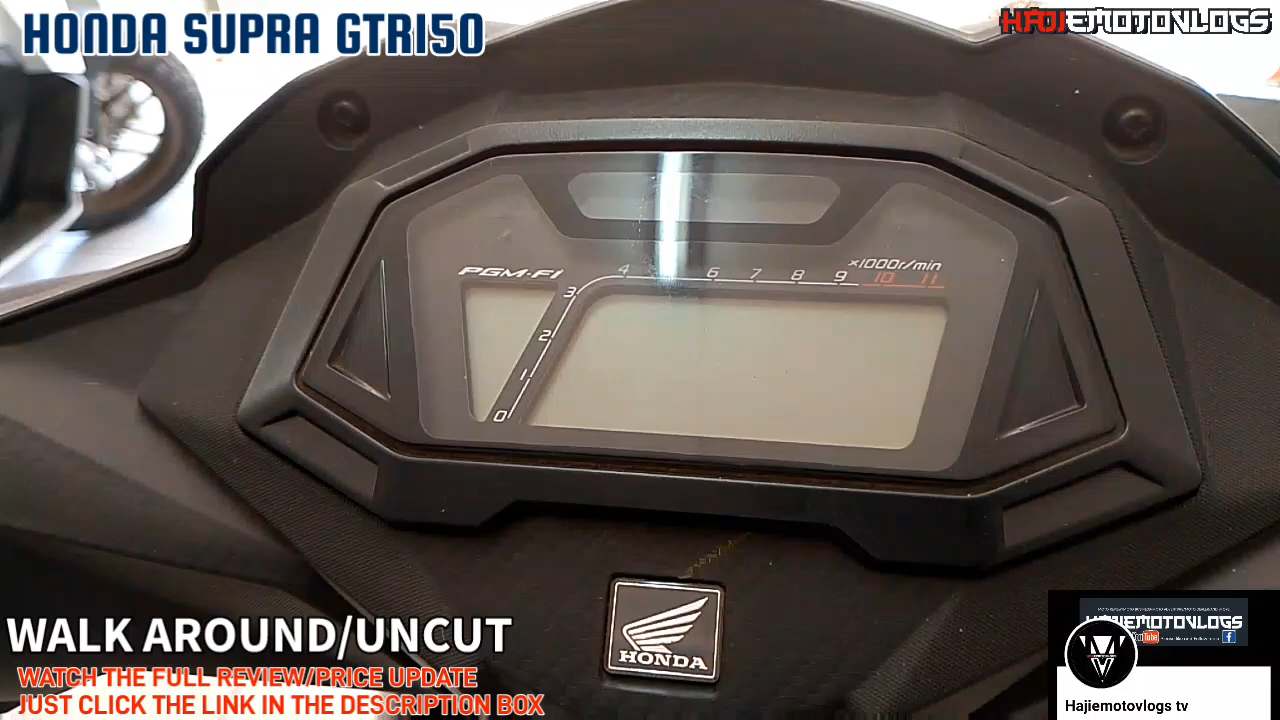 HONDA SUPRA GTR150
HAJIEMOTOVLOGS
PGM-FI
×1000r/min
0
1
2
3
4
6
7
8
9
10
11
HONDA
WALK AROUND/UNCUT
WATCH THE FULL REVIEW/PRICE UPDATE
JUST CLICK THE LINK IN THE DESCRIPTION BOX
HAJIEMOTOVLOGS
YouTube
Hajiemotovlogs tv